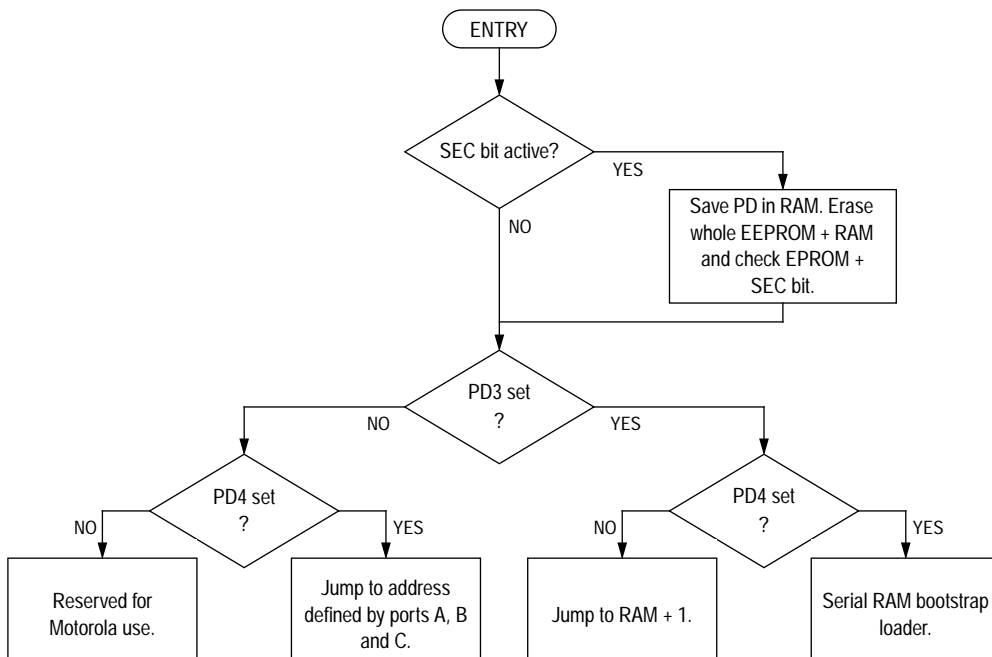 ENTRY
SEC bit active?
YES
Save PD in RAM. Erase
whole EEPROM + RAM
and check EPROM +
SEC bit.
NO
PD3 set
?
NO
YES
PD4 set
?
NO
YES
PD4 set
?
NO
YES
Reserved for
Motorola use.
Jump to address
defined by ports A, B
and C.
Jump to RAM + 1.
Serial RAM bootstrap
loader.